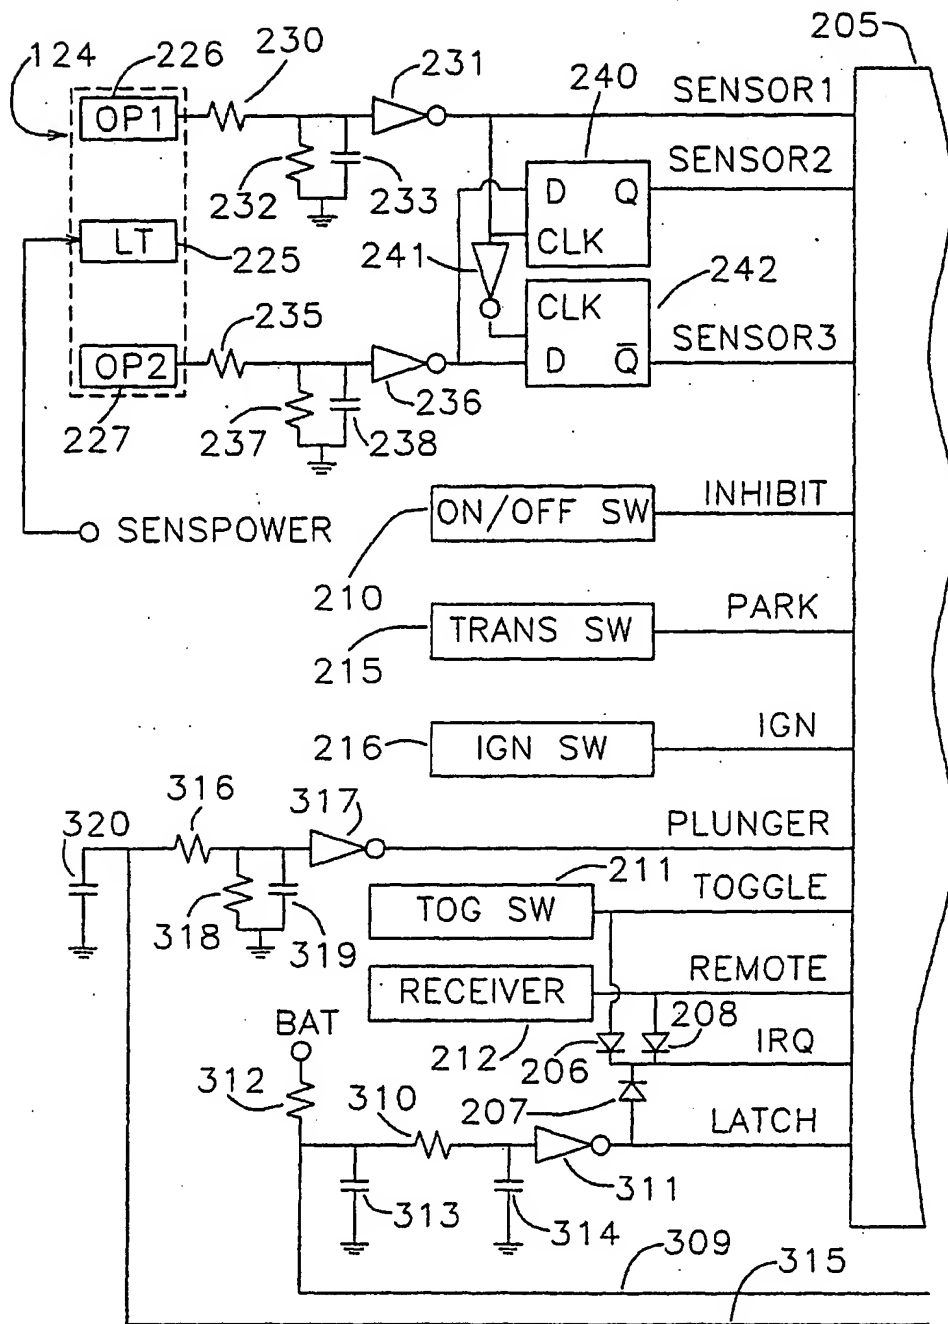 205
124
226
230
231
OP1
SENSOR1
240
SENSOR2
D Q
232
233
CLK
LT
225
241
242
235
CLK
SENSOR3
OP2
D Q̅
227
237
238
236
SENSPOWER
INHIBIT
ON/OFF SW
210
PARK
TRANS SW
215
IGN
IGN SW
216
316
317
320
PLUNGER
211
TOGGLE
TOG SW
318
319
REMOTE
RECEIVER
208
BAT
212
206
IRQ
312
310
207
LATCH
311
313
314
309
315